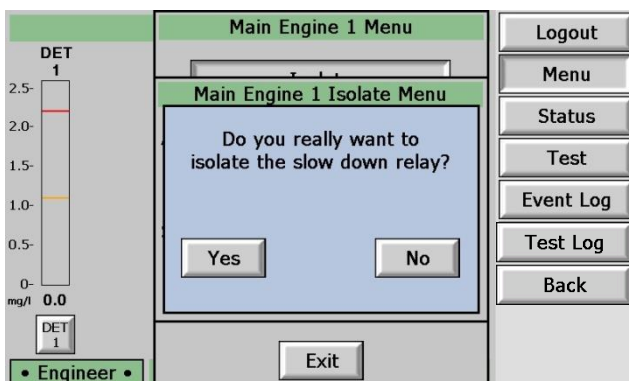 Main Engine 1 Menu
Logout
DET
1
Menu
2.5-
Main Engine 1 Isolate Menu
Status
2.0-
Do you really want to
isolate the slow down relay?
Test
1.5-
Event Log
1.0-
Test Log
0.5-
Yes
No
Back
0-
mg/l 0.0
DET
1
Exit
• Engineer •